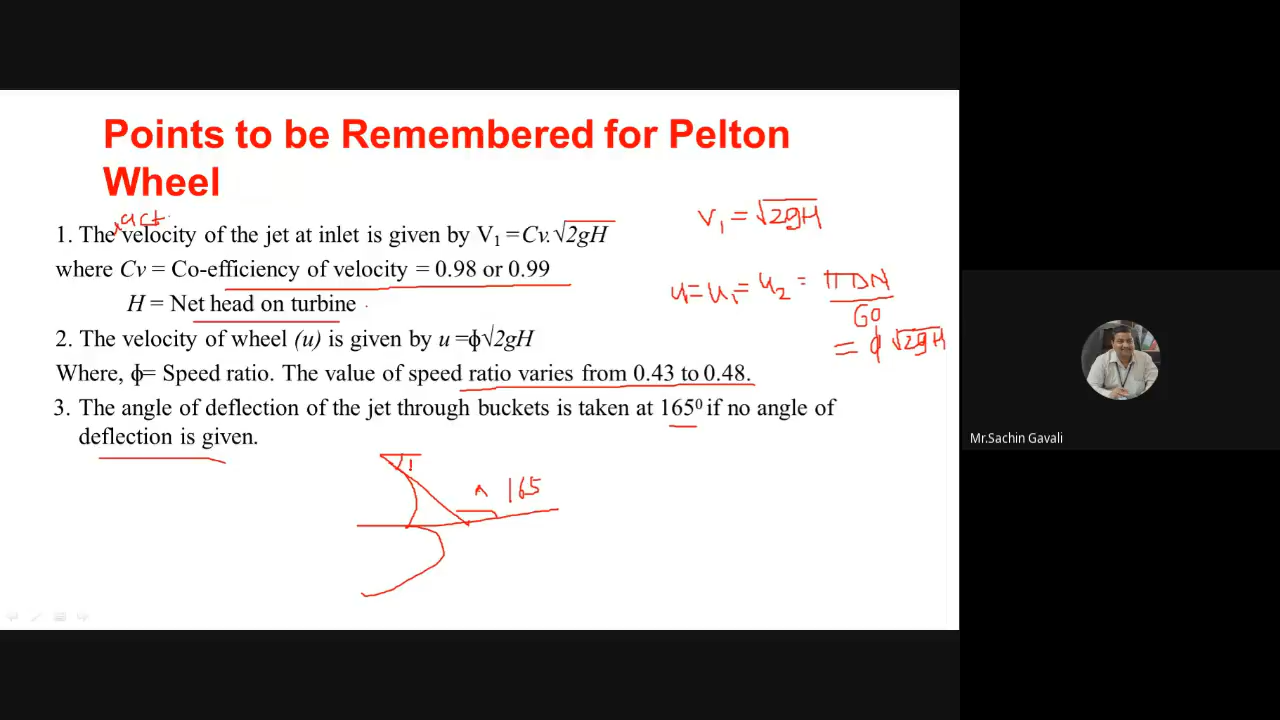 Points to be Remembered for Pelton
Wheel
act
1. The velocity of the jet at inlet is given by V1 =Cv.√2gH
where Cv = Co-efficiency of velocity = 0.98 or 0.99
H = Net head on turbine
2. The velocity of wheel (u) is given by u =ϕ√2gH
Where, ϕ= Speed ratio. The value of speed ratio varies from 0.43 to 0.48.
3. The angle of deflection of the jet through buckets is taken at 165⁰ if no angle of
deflection is given.
V1 = √2gH
u = u1 = u2 = πDN
60
= ϕ √2gH
165
Mr.Sachin Gavali